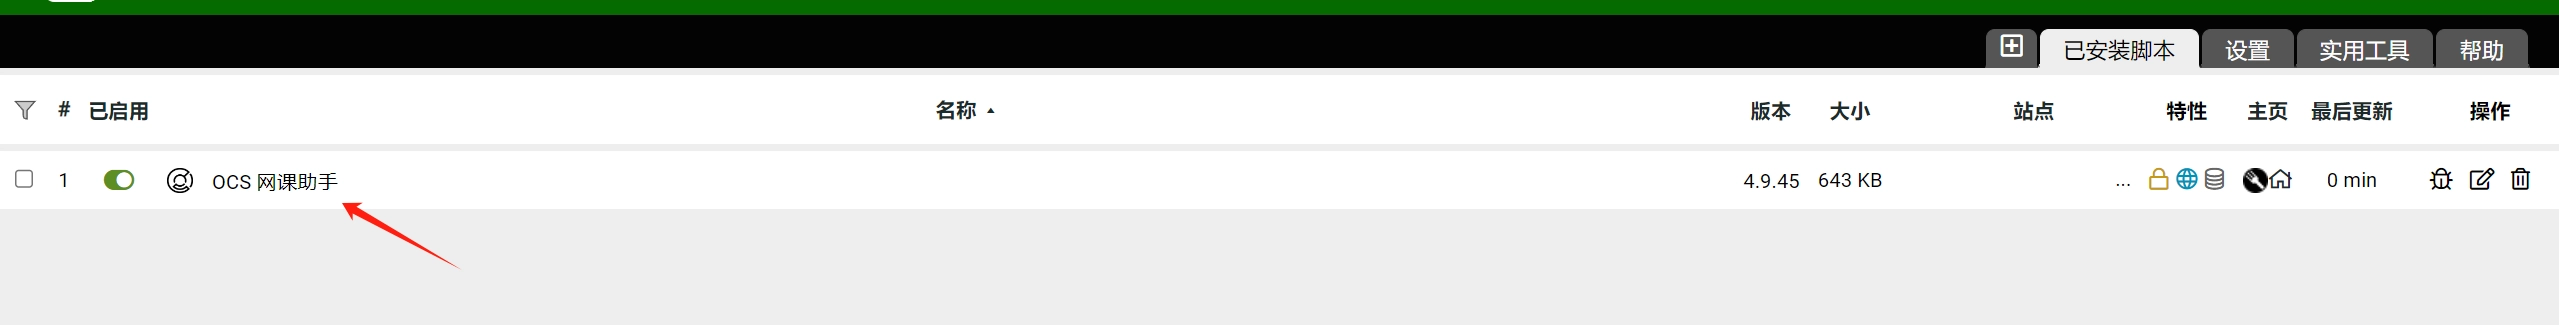 已安装脚本 设置 实用工具 帮助
# 已启用 名称 版本 大小 站点 特性 主页 最后更新 操作
1 OCS 网课助手 4.9.45 643 KB ... 0 min